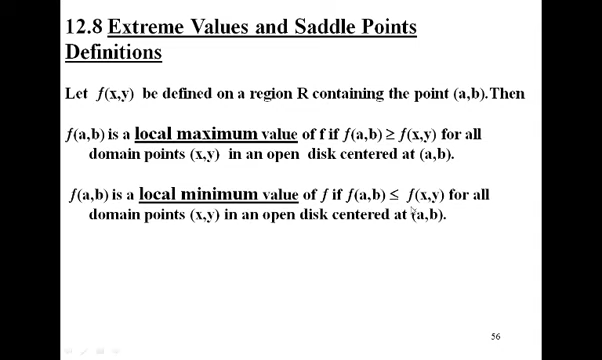 12.8 Extreme Values and Saddle Points
Definitions
Let f(x,y) be defined on a region R containing the point (a,b).Then
f(a,b) is a local maximum value of f if f(a,b) ≥ f(x,y) for all
domain points (x,y) in an open disk centered at (a,b).
f(a,b) is a local minimum value of f if f(a,b) ≤ f(x,y) for all
domain points (x,y) in an open disk centered at (a,b).
56